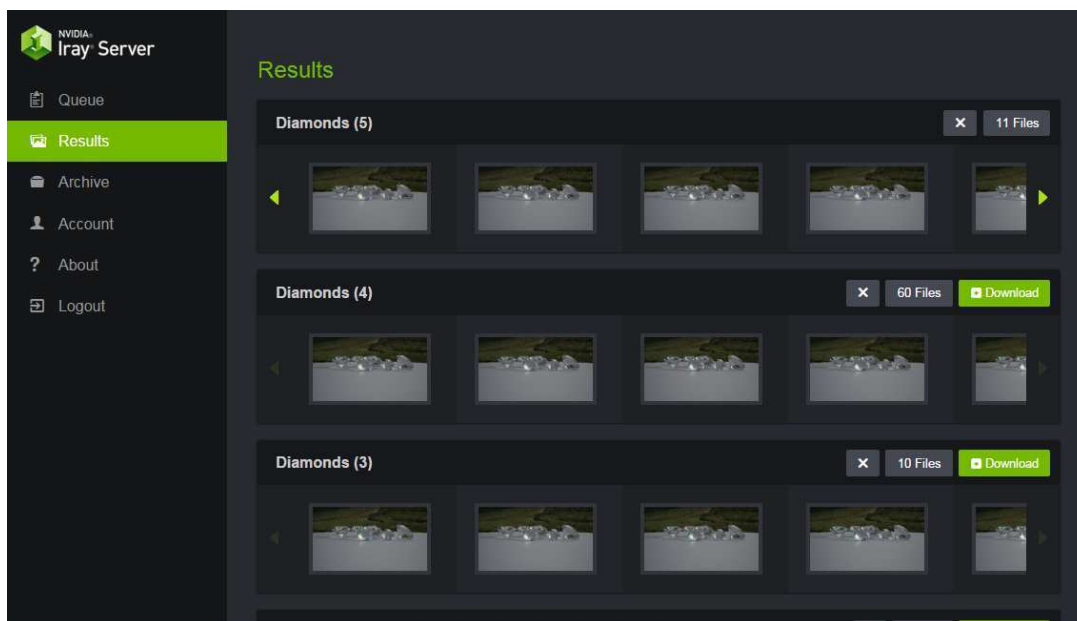 NVIDIA®
Iray® Server
Queue
Results
Archive
Account
? About
Logout
Results
Diamonds (5)
11 Files
Diamonds (4)
60 Files
Download
Diamonds (3)
10 Files
Download